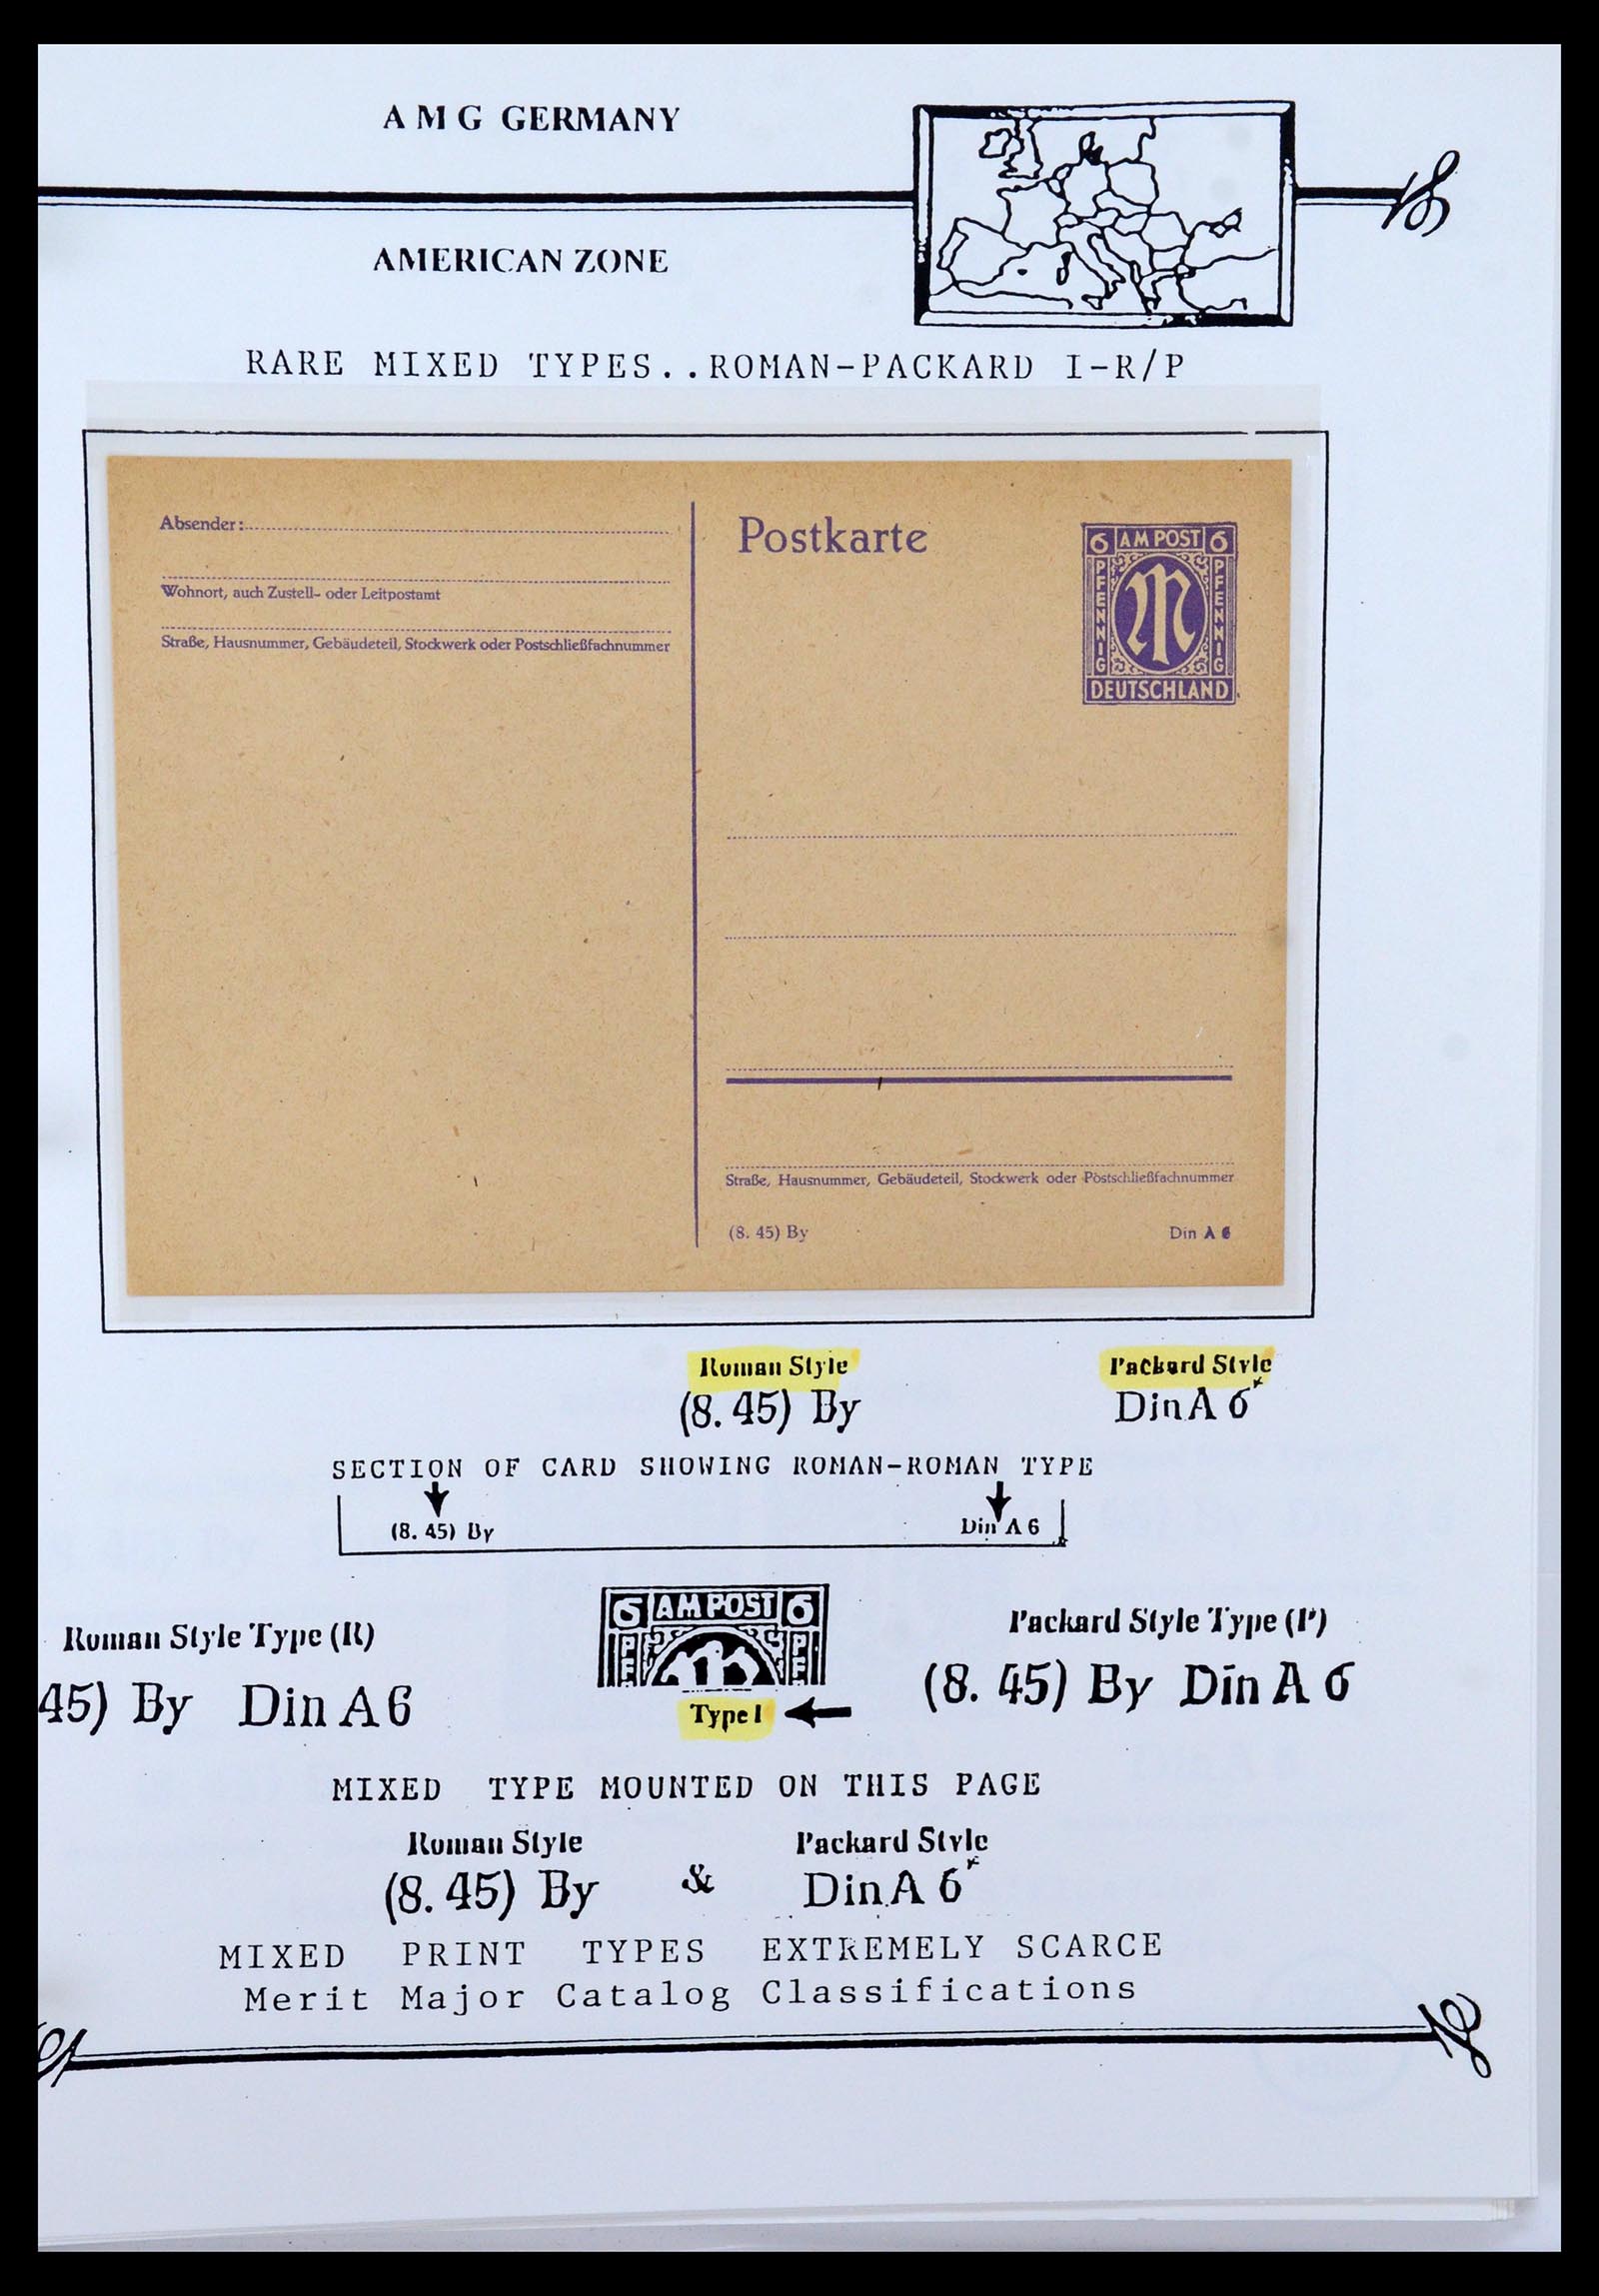 A M G GERMANY
AMERICAN ZONE
RARE MIXED TYPES..ROMAN-PACKARD I-R/P
Absender:
Wohnort, auch Zustell- oder Leitpostamt
Straße, Hausnummer, Gebäudeteil, Stockwerk oder Postschließfachnummer
Postkarte
6 AM POST 6
PFENNIG PFENNIG
M
DEUTSCHLAND
Straße, Hausnummer, Gebäudeteil, Stockwerk oder Postschließfachnummer
(8. 45) By Din A 6
Roman Style Packard Style
(8. 45) By Din A 6
SECTION OF CARD SHOWING ROMAN-ROMAN TYPE
(8. 45) By Din A 6
6 AM POST 6
PFE PFE
Roman Style Type (R) Packard Style Type (P)
45) By Din A 6 (8. 45) By Din A 6
Type I
MIXED TYPE MOUNTED ON THIS PAGE
Roman Style Packard Style
(8. 45) By & Din A 6
MIXED PRINT TYPES EXTREMELY SCARCE
Merit Major Catalog Classifications